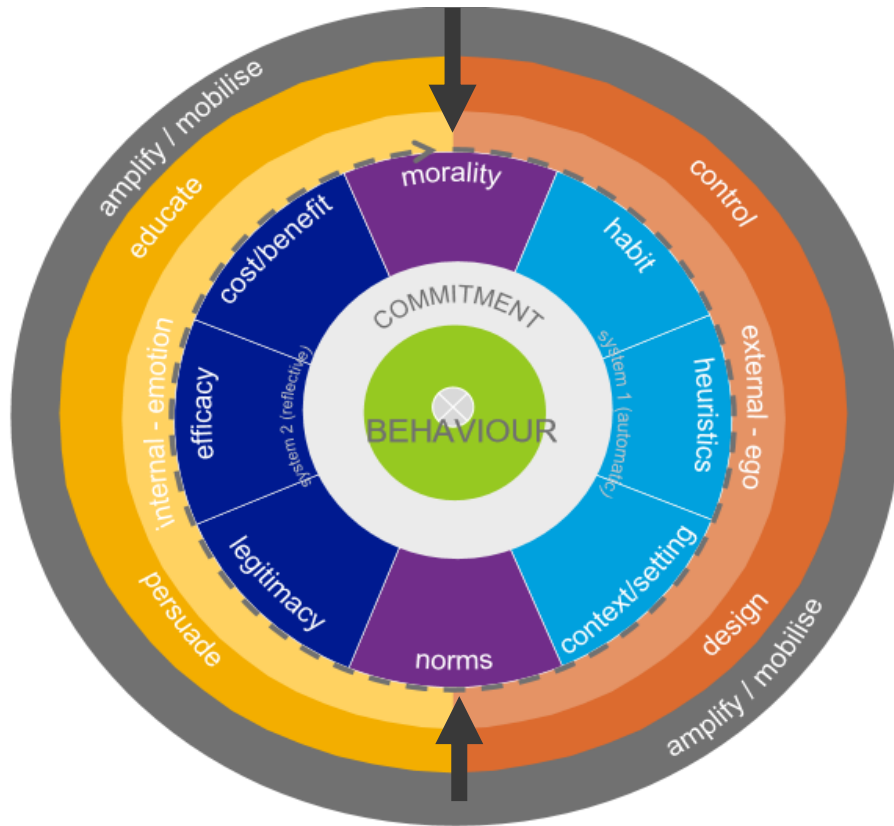 amplify / mobilise
educate
control
morality
cost/benefit
habit
COMMITMENT
internal - emotion
efficacy
system 2 (reflective)
BEHAVIOUR
system 1 (automatic)
heuristics
external - ego
legitimacy
context/setting
persuade
norms
design
amplify / mobilise